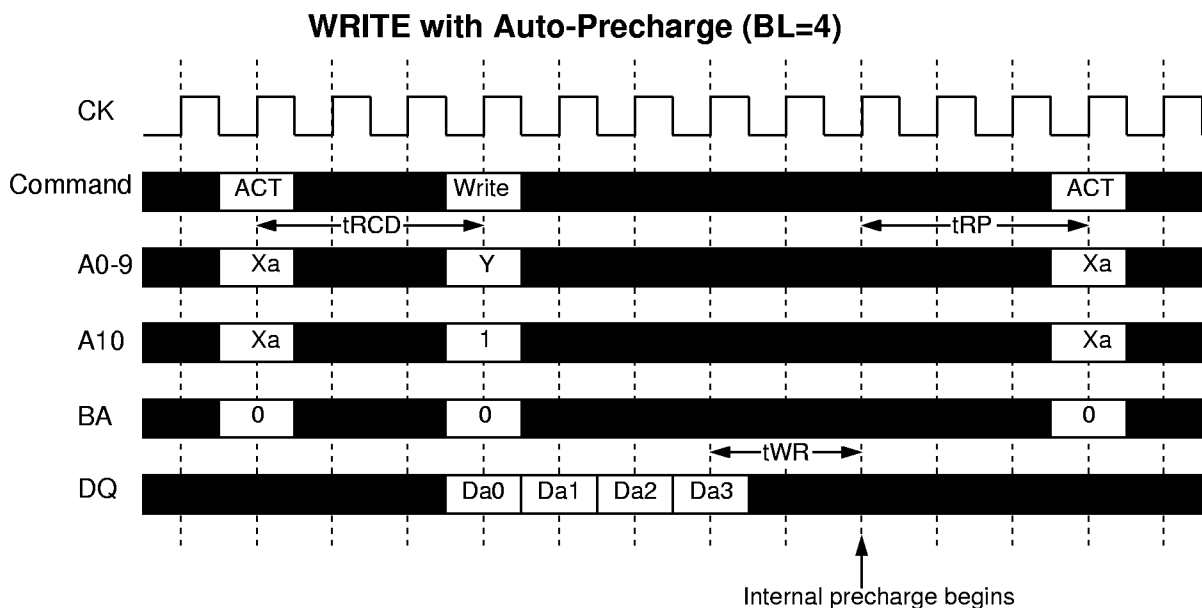 WRITE with Auto-Precharge (BL=4)
CK
Command ACT Write ACT
tRCD tRP
A0-9 Xa Y Xa
A10 Xa 1 Xa
BA 0 0 0
tWR
DQ Da0 Da1 Da2 Da3
Internal precharge begins